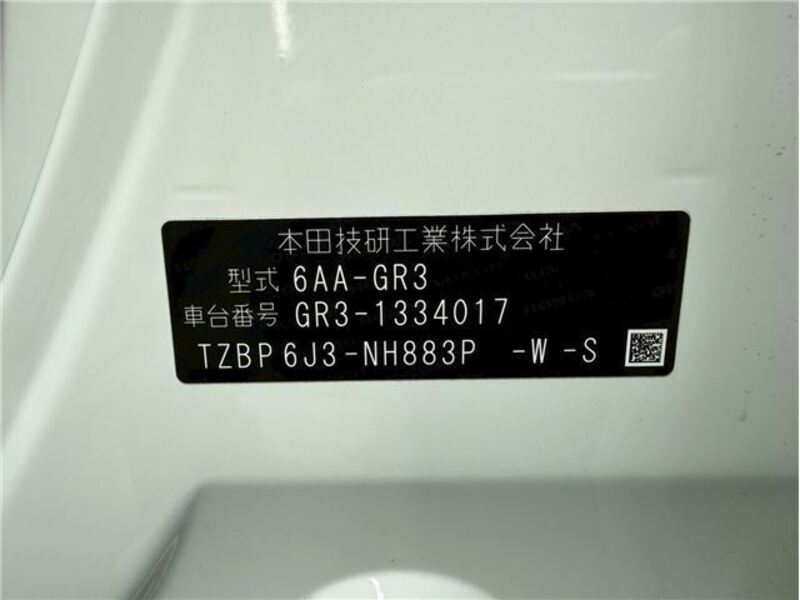 本田技研工業株式会社
型式 6AA-GR3
車台番号 GR3-1334017
TZBP6J3-NH883P -W -S